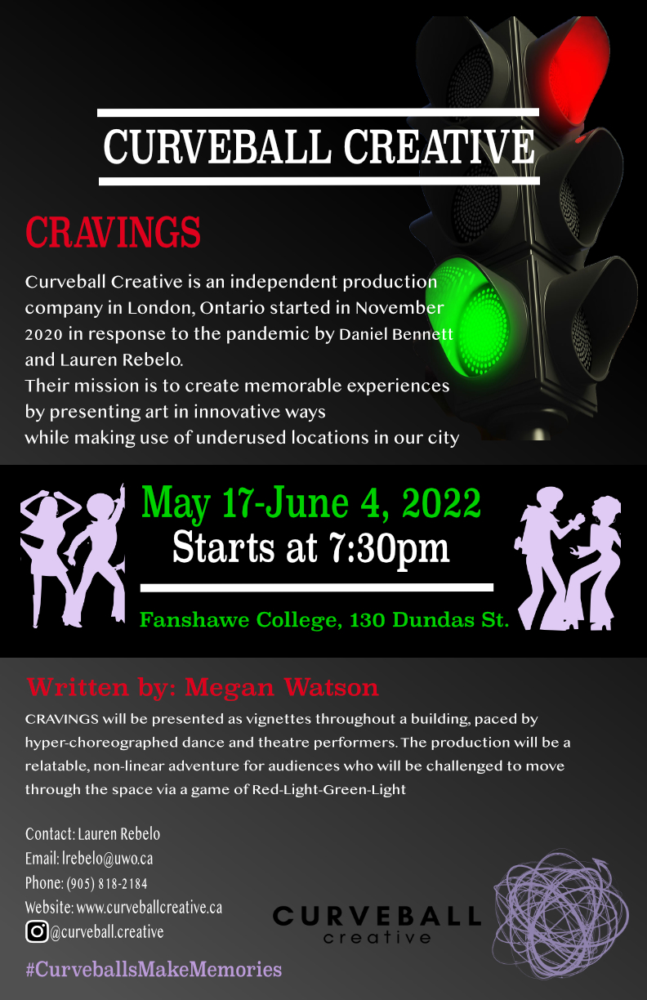 CURVEBALL CREATIVE
CRAVINGS
Curveball Creative is an independent production
company in London, Ontario started in November
2020 in response to the pandemic by Daniel Bennett
and Lauren Rebelo.
Their mission is to create memorable experiences
by presenting art in innovative ways
while making use of underused locations in our city
May 17-June 4, 2022
Starts at 7:30pm
Fanshawe College, 130 Dundas St.
Written by: Megan Watson
CRAVINGS will be presented as vignettes throughout a building, paced by
hyper-choreographed dance and theatre performers. The production will be a
relatable, non-linear adventure for audiences who will be challenged to move
through the space via a game of Red-Light-Green-Light
Contact: Lauren Rebelo
Email: lrebelo@uwo.ca
Phone: (905) 818-2184
Website: www.curveballcreative.ca
@curveball.creative
#CurveballsMakeMemories
CURVEBALL
creative